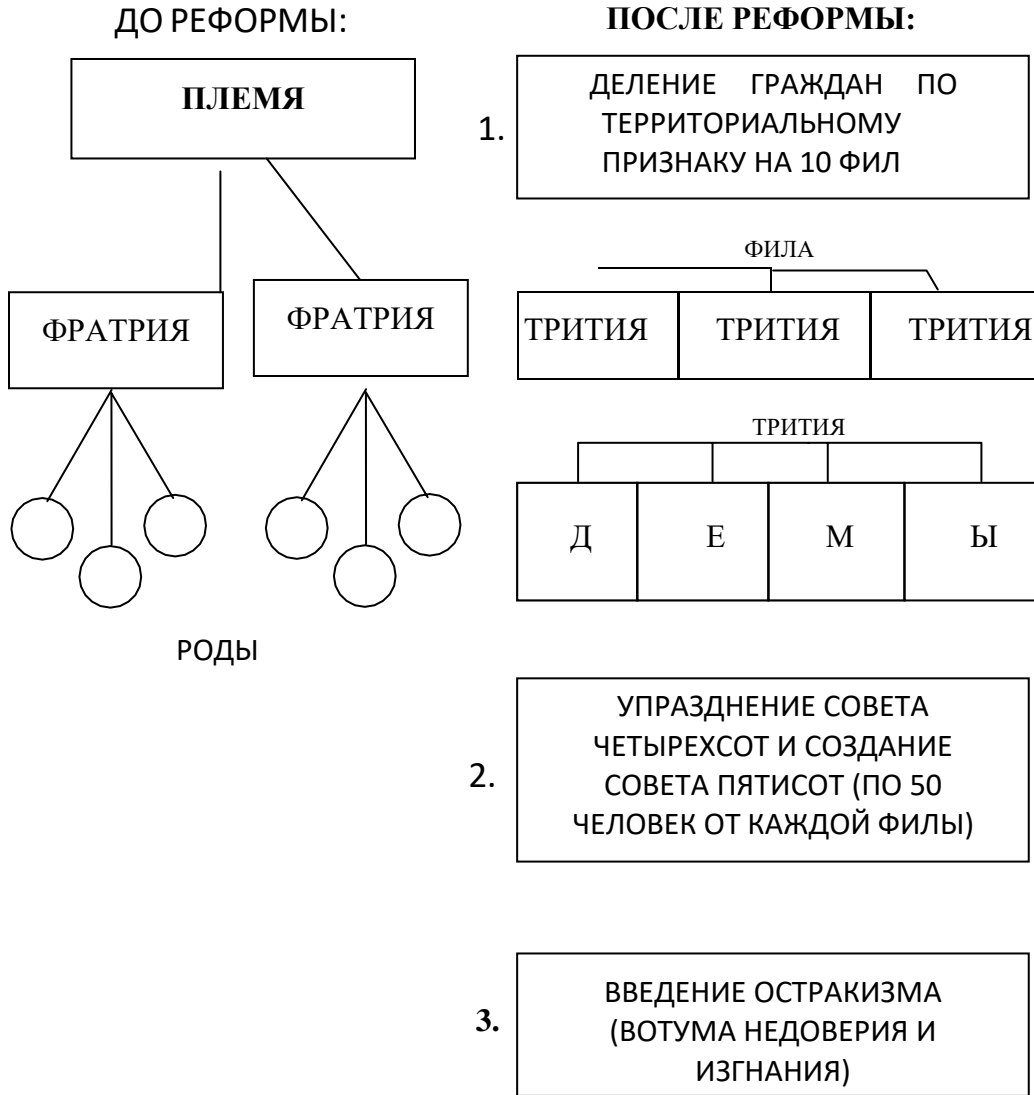 ДО РЕФОРМЫ:
ПЛЕМЯ
ФРАТРИЯ
ФРАТРИЯ
РОДЫ
ПОСЛЕ РЕФОРМЫ:
1.
ДЕЛЕНИЕ ГРАЖДАН ПО
ТЕРРИТОРИАЛЬНОМУ
ПРИЗНАКУ НА 10 ФИЛ
ФИЛА
ТРИТИЯ ТРИТИЯ ТРИТИЯ
ТРИТИЯ
Д Е М Ы
2.
УПРАЗДНЕНИЕ СОВЕТА
ЧЕТЫРЕХСОТ И СОЗДАНИЕ
СОВЕТА ПЯТИСОТ (ПО 50
ЧЕЛОВЕК ОТ КАЖДОЙ ФИЛЫ)
3.
ВВЕДЕНИЕ ОСТРАКИЗМА
(ВОТУМА НЕДОВЕРИЯ И
ИЗГНАНИЯ)